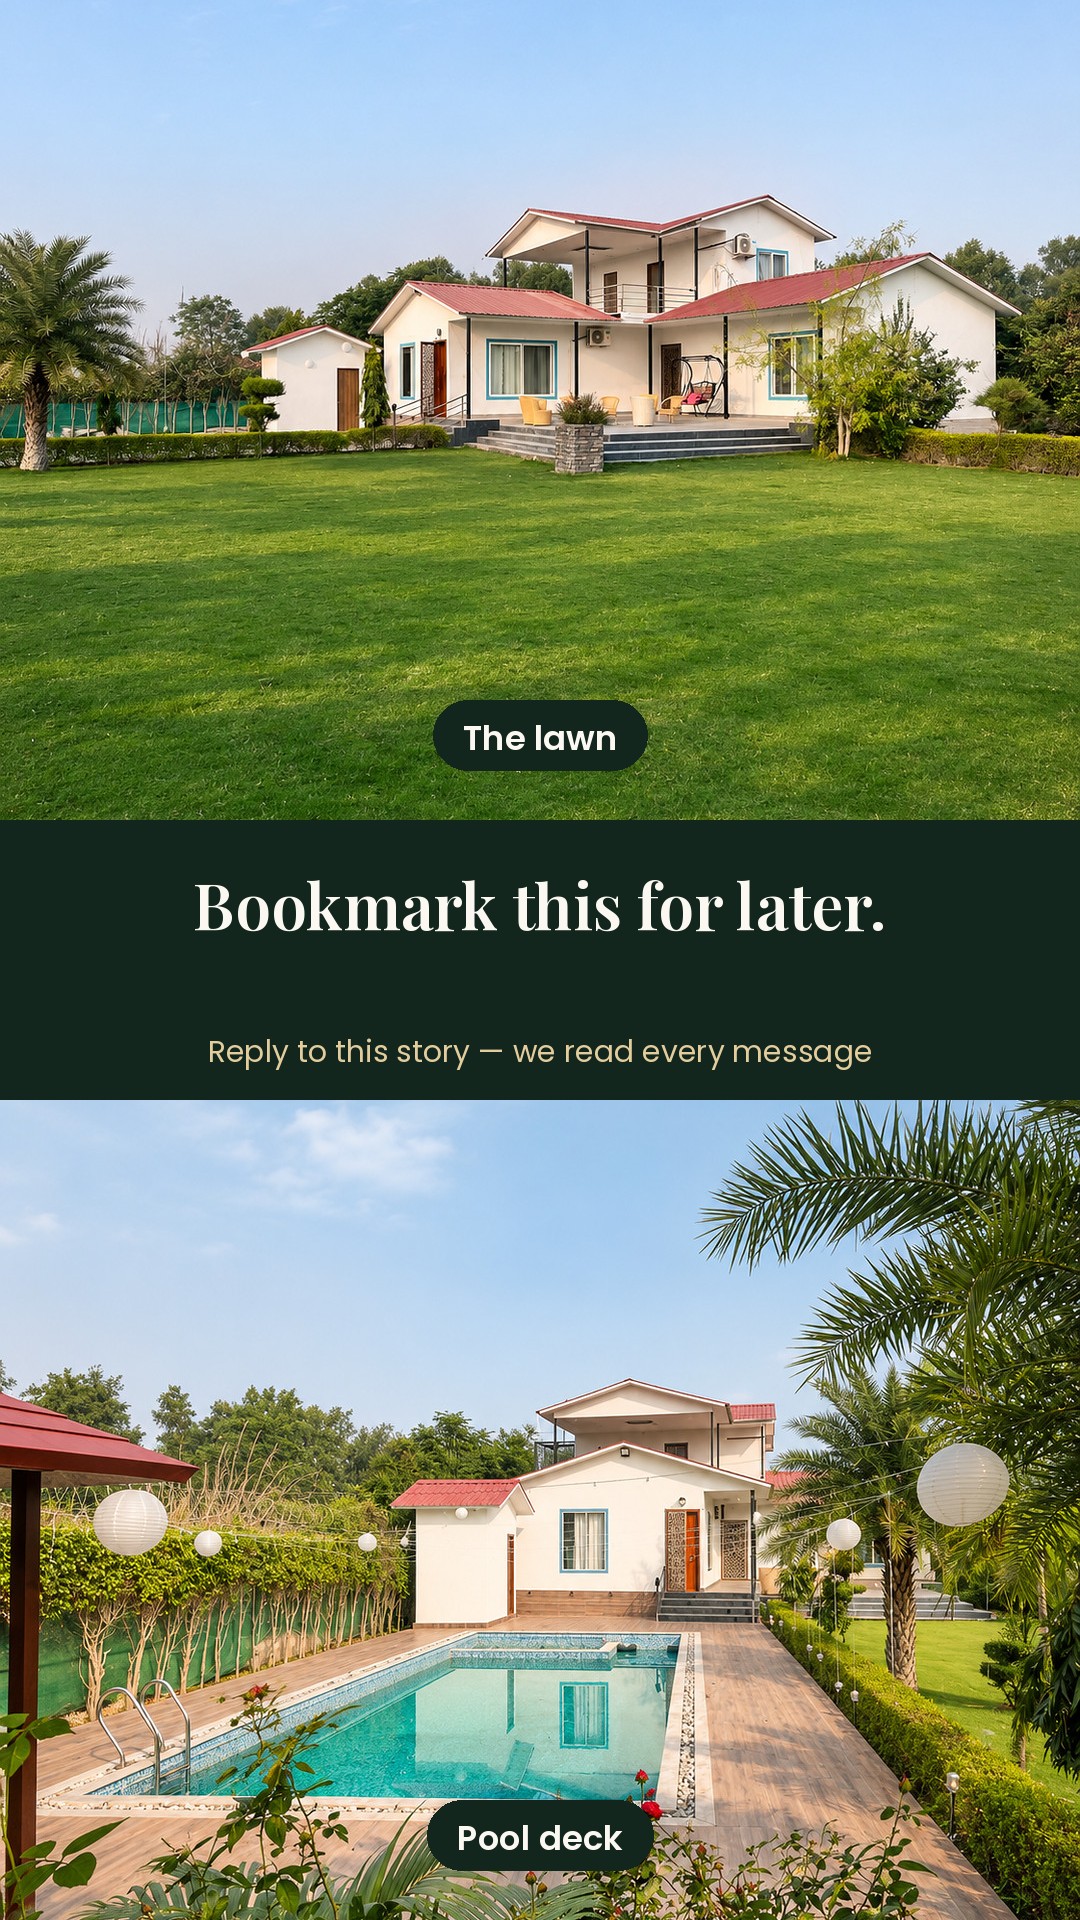 The lawn
Bookmark this for later.
Reply to this story — we read every message
Pool deck